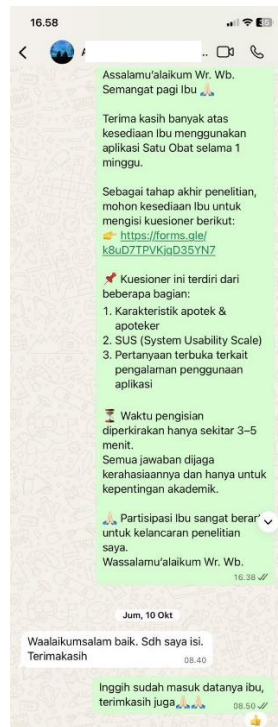 16.58
A
Assalamu'alaikum Wr. Wb.
Semangat pagi Ibu 🙏🏻
Terima kasih banyak atas
kesediaan Ibu menggunakan
aplikasi Satu Obat selama 1
minggu.
Sebagai tahap akhir penelitian,
mohon kesediaan Ibu untuk
mengisi kuesioner berikut:
👉 https://forms.gle/
k8uD7TPVKjqD35YN7
📌 Kuesioner ini terdiri dari
beberapa bagian:
1. Karakteristik apotek &
apoteker
2. SUS (System Usability Scale)
3. Pertanyaan terbuka terkait
pengalaman penggunaan
aplikasi
⏳ Waktu pengisian
diperkirakan hanya sekitar 3–5
menit.
Semua jawaban dijaga
kerahasiaannya dan hanya untuk
kepentingan akademik.
🙏🏻 Partisipasi Ibu sangat berar
untuk kelancaran penelitian
saya.
Wassalamu'alaikum Wr. Wb.
16.38
Jum, 10 Okt
Waalaikumsalam baik. Sdh saya isi.
Terimakasih
08.40
Inggih sudah masuk datanya ibu,
terimkasih juga🙏🏻🙏🏻
08.50